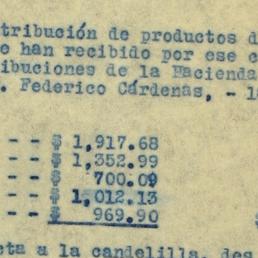 tribución de productos d
o han recibido por ese c
ibuciones de la Hacienda
. Federico Cárdenas, - 1
- - $ 1,917.68
- - $ 1,352.99
- - $ 700.09
- - $ 1,012.13
- - $ 969.90
cta a la candelilla, des